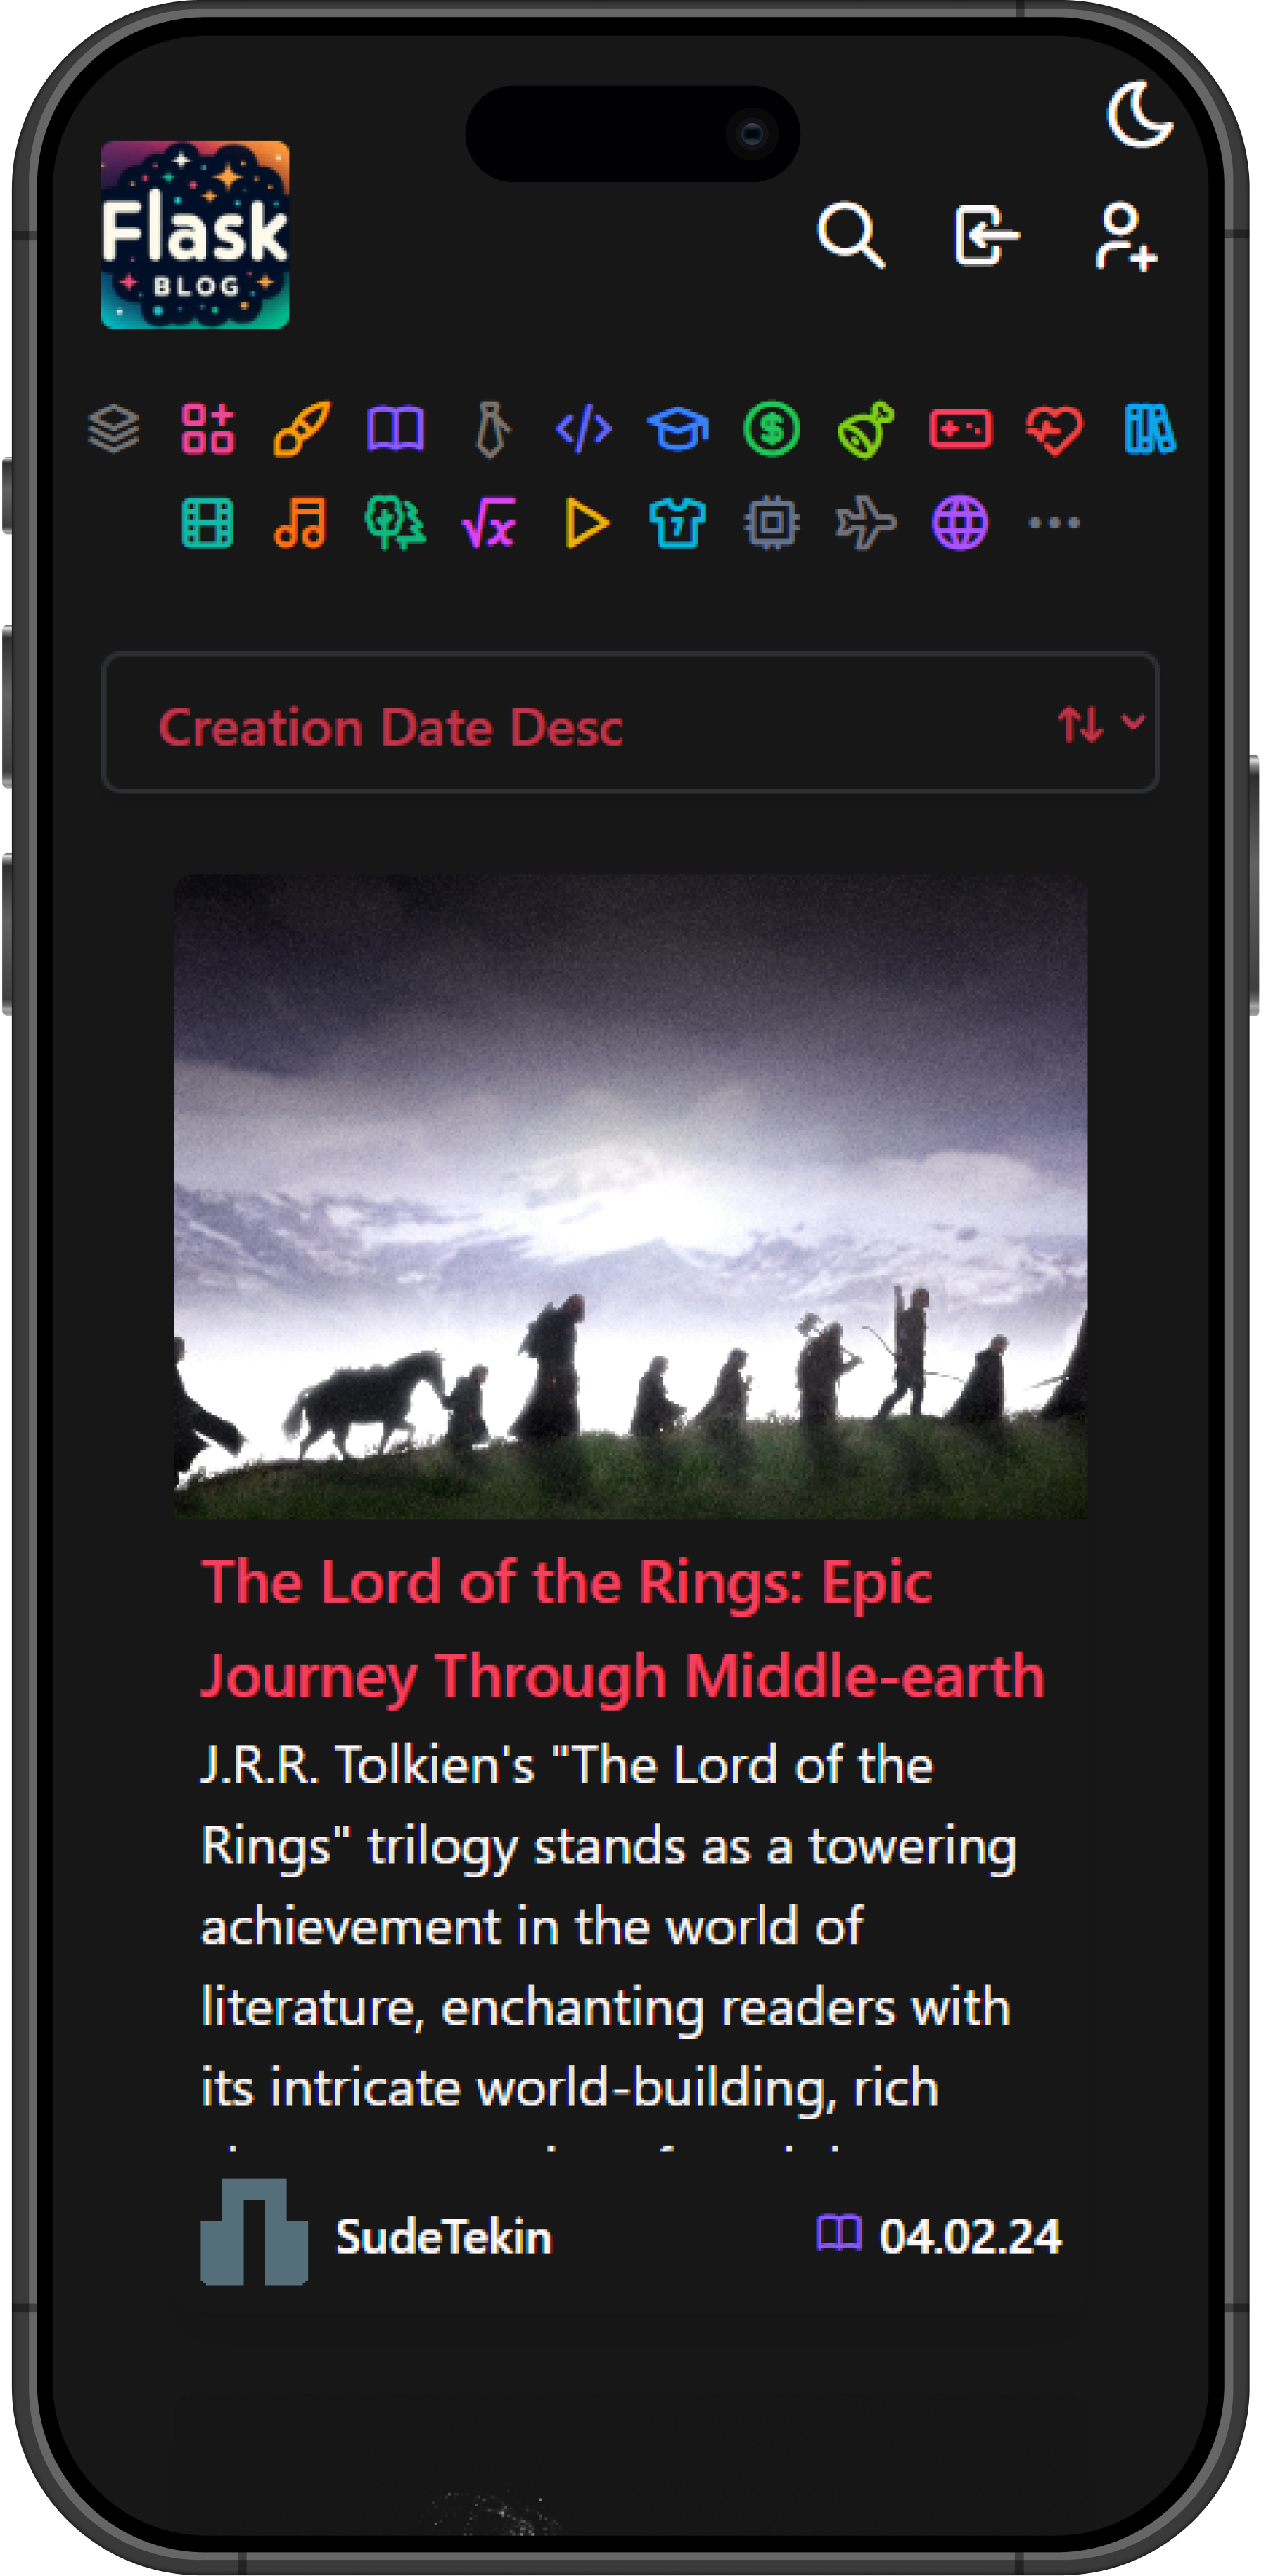 Flask
BLOG
Creation Date Desc
The Lord of the Rings: Epic
Journey Through Middle-earth
J.R.R. Tolkien's "The Lord of the
Rings" trilogy stands as a towering
achievement in the world of
literature, enchanting readers with
its intricate world-building, rich
SudeTekin
04.02.24